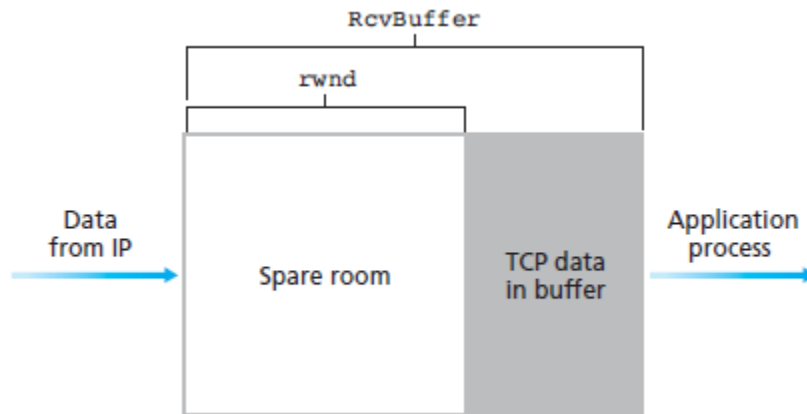 RcvBuffer
rwnd
Data
from IP
Spare room
TCP data
in buffer
Application
process